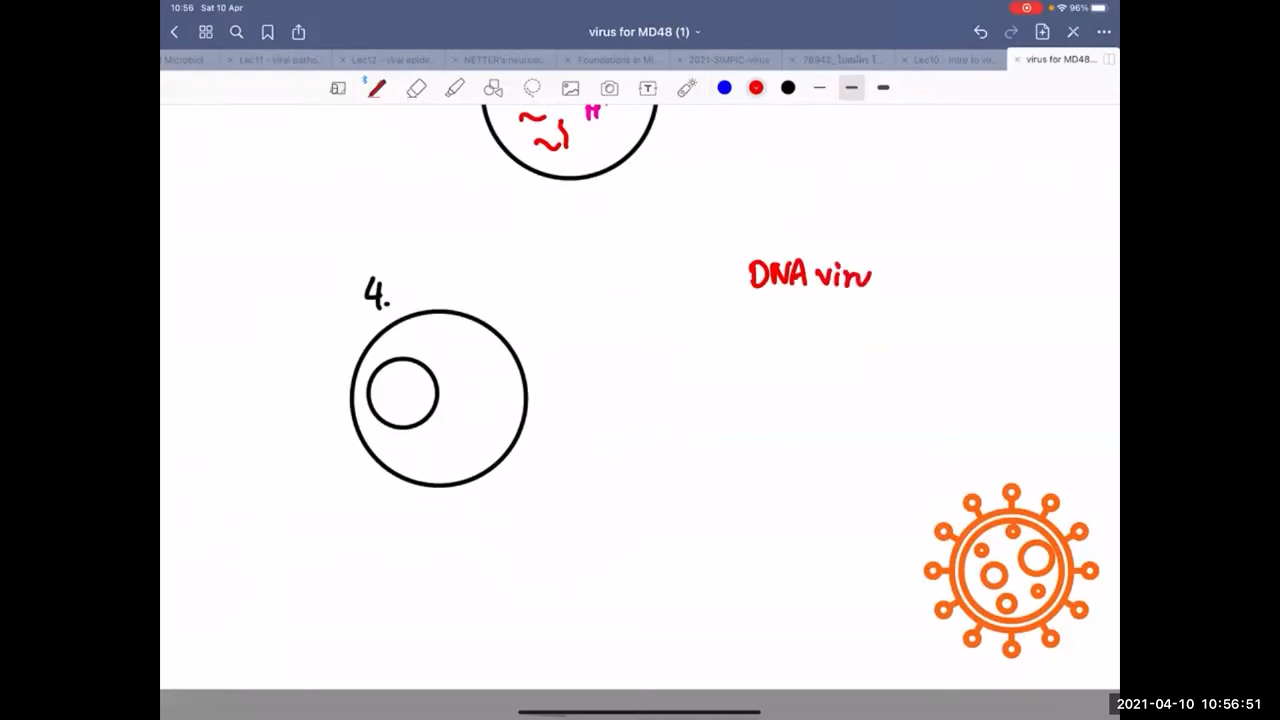 10:56 Sat 10 Apr
96%
virus for MD48 (1)
Microbiol
Lec11 - viral patho...
Lec12 - viral epide...
NETTER's neurosc...
Foundations in Mi...
2021-SIMPIC-virus
Lec10 - Intro to vir...
virus for MD48...
T
DNA viru
4.
2021-04-10 10:56:51